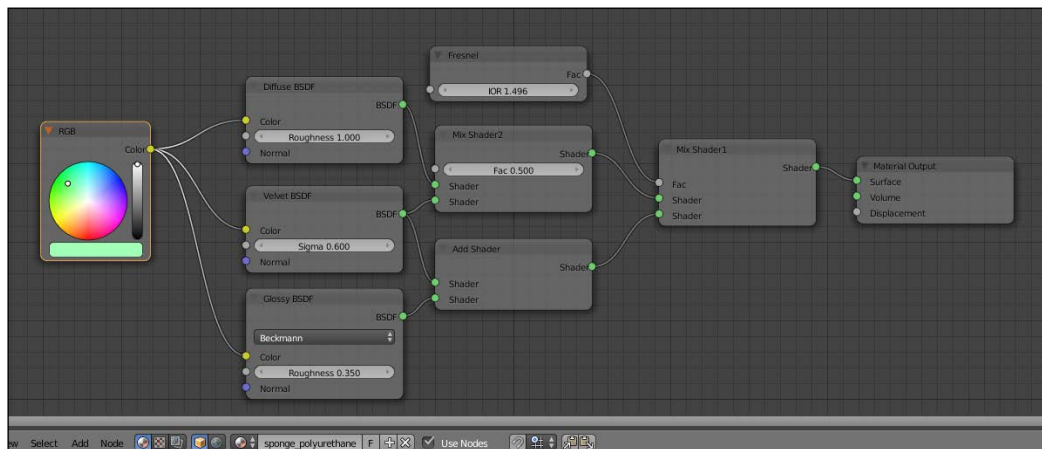 RGB
Color
Diffuse BSDF
BSDF
Color
Roughness 1.000
Normal
Velvet BSDF
BSDF
Color
Sigma 0.600
Normal
Glossy BSDF
BSDF
Beckmann
Color
Roughness 0.350
Normal
Fresnel
Fac
IOR 1.496
Mix Shader2
Shader
Fac 0.500
Shader
Shader
Add Shader
Shader
Shader
Shader
Mix Shader1
Shader
Fac
Shader
Shader
Material Output
Surface
Volume
Displacement
ew Select Add Node sponge_polyurethane F Use Nodes